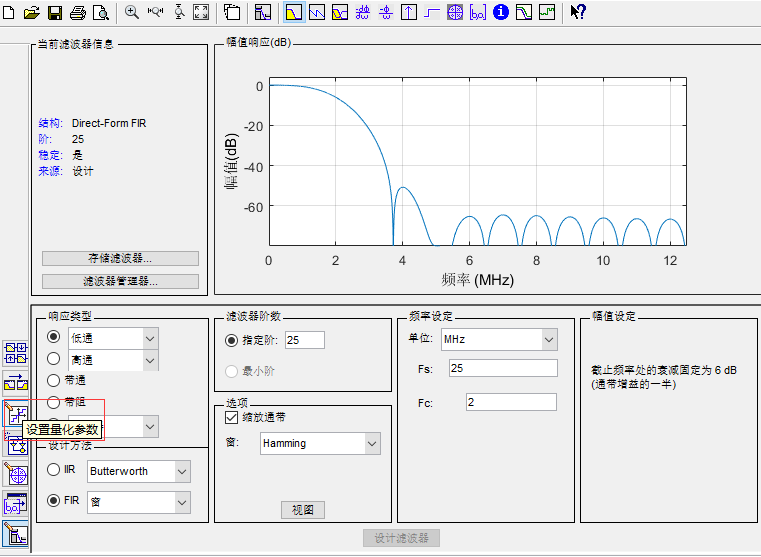 当前滤波器信息
结构: Direct-Form FIR
阶: 25
稳定: 是
来源: 设计
存储滤波器...
滤波器管理器...
幅值响应(dB)
幅值(dB)
0
-20
-40
-60
0 2 4 6 8 10 12
频率 (MHz)
响应类型
低通
高通
带通
带阻
设置量化参数
设计方法
IIR Butterworth
FIR 窗
滤波器阶数
指定阶: 25
最小阶
选项
缩放通带
窗: Hamming
视图
频率设定
单位: MHz
Fs: 25
Fc: 2
幅值设定
截止频率处的衰减固定为 6 dB
(通带增益的一半)
设计滤波器